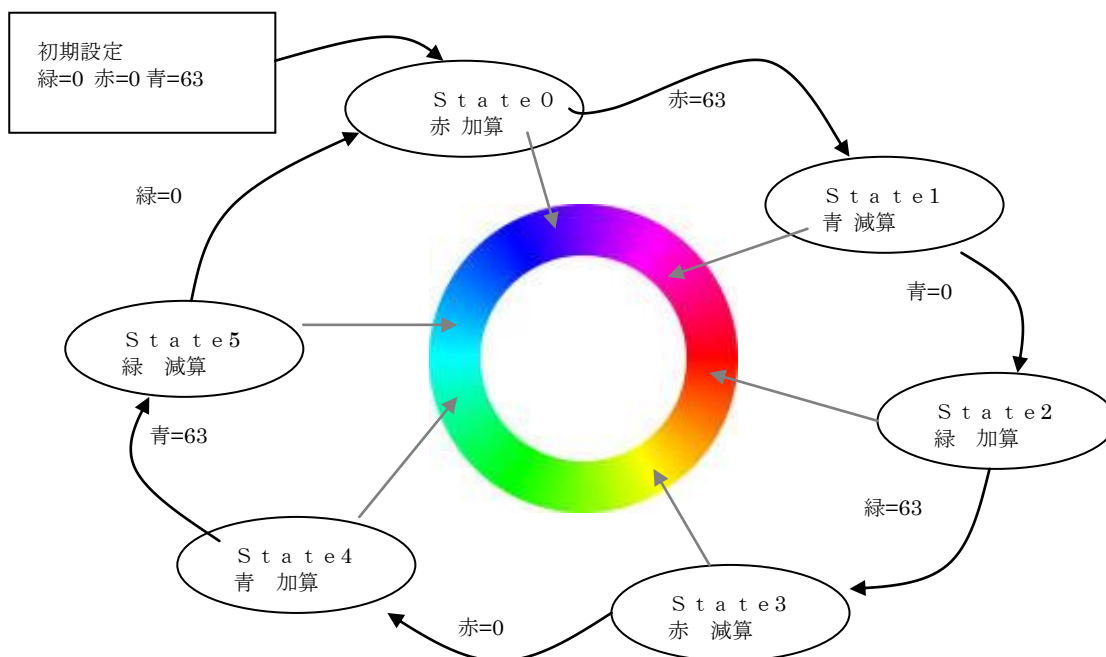 初期設定
緑=0 赤=0 青=63
Ｓｔａｔｅ０
赤 加算
赤=63
Ｓｔａｔｅ1
青 減算
青=0
Ｓｔａｔｅ2
緑　加算
緑=63
Ｓｔａｔｅ3
赤　減算
赤=0
Ｓｔａｔｅ4
青　加算
青=63
Ｓｔａｔｅ5
緑　減算
緑=0